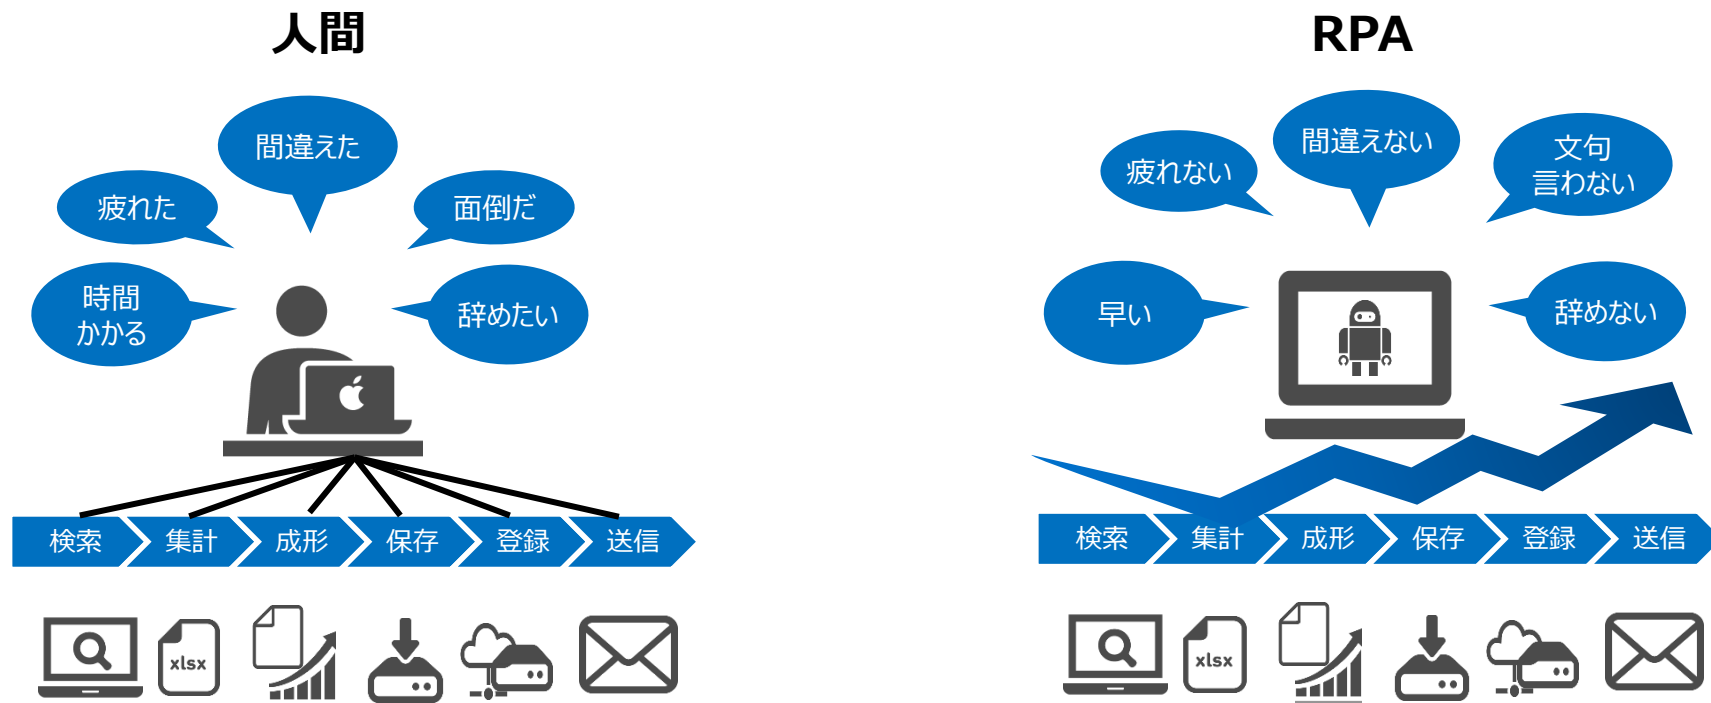 人間
間違えた
疲れた
面倒だ
時間
かかる
辞めたい
検索
集計
成形
保存
登録
送信
xlsx
RPA
間違えない
疲れない
文句
言わない
早い
辞めない
検索
集計
成形
保存
登録
送信
xlsx